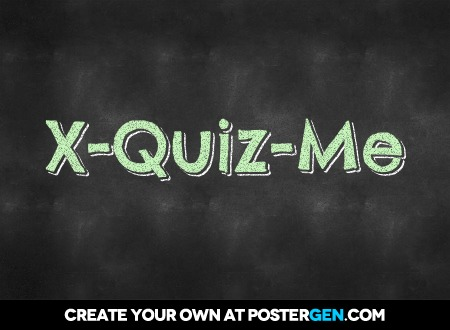 X-Quiz-Me
CREATE YOUR OWN AT POSTERGEN.COM